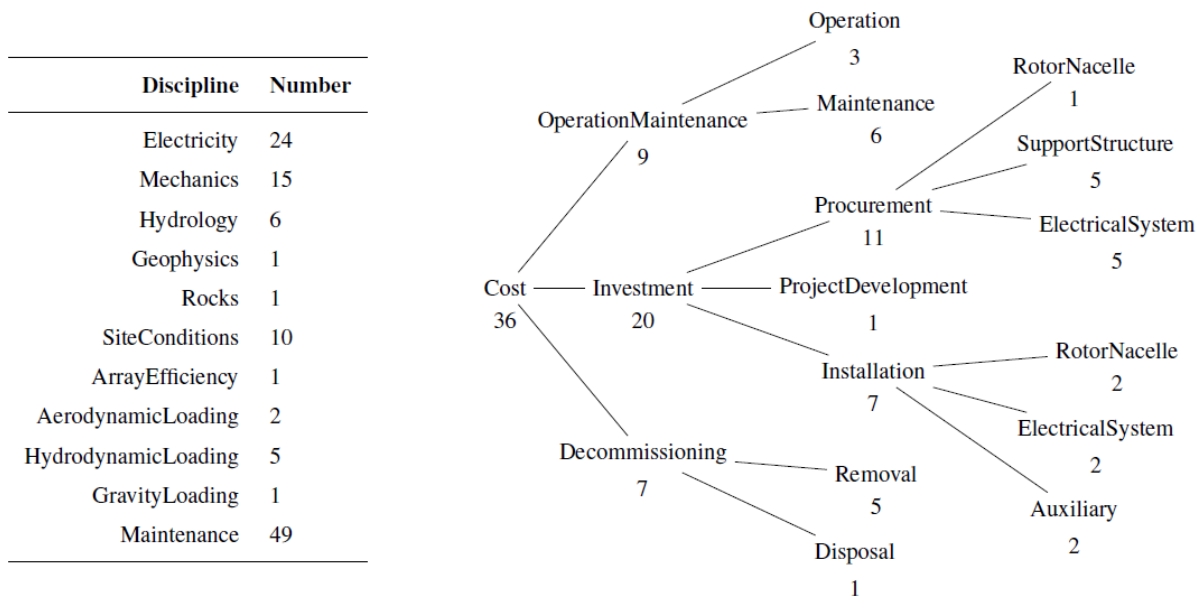 Discipline Number
Electricity 24
Mechanics 15
Hydrology 6
Geophysics 1
Rocks 1
SiteConditions 10
ArrayEfficiency 1
AerodynamicLoading 2
HydrodynamicLoading 5
GravityLoading 1
Maintenance 49
Cost
36
OperationMaintenance
9
Operation
3
Maintenance
6
Investment
20
Procurement
11
RotorNacelle
1
SupportStructure
5
ElectricalSystem
5
ProjectDevelopment
1
Installation
7
RotorNacelle
2
ElectricalSystem
2
Auxiliary
2
Decommissioning
7
Removal
5
Disposal
1